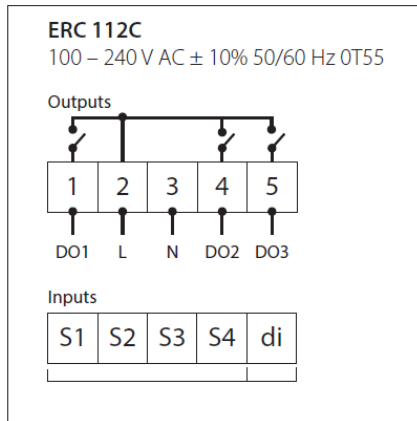 ERC 112C
100 – 240 V AC ± 10% 50/60 Hz 0T55
Outputs
1 2 3 4 5
DO1 L N DO2 DO3
Inputs
S1 S2 S3 S4 di